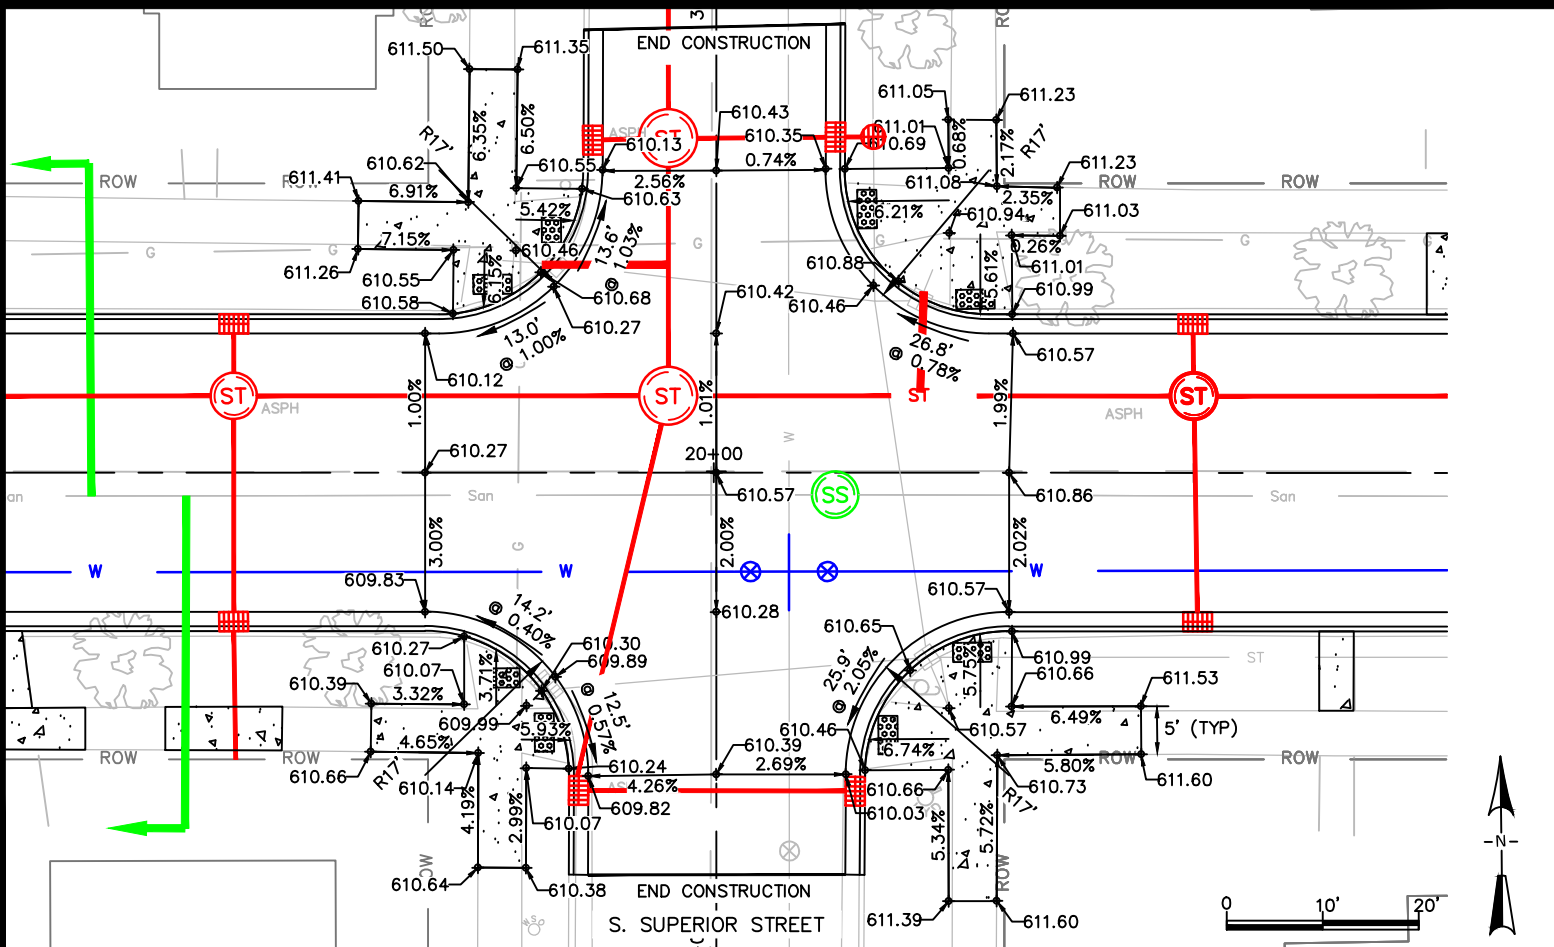 END CONSTRUCTION
611.50
611.35
6.35%
6.50%
R17'
610.62
611.41
6.91%
610.55
610.63
5.42%
7.15%
611.26
610.55
610.58
6.15%
610.46
610.68
610.27
13.6'
@ 1.03%
13.0'
@ 1.00%
ASPH
ST
610.13
610.43
610.35
0.74%
2.56%
611.05
611.23
611.01
610.69
0.68%
2.17%
R17'
611.08
611.23
2.35%
611.03
6.21%
610.94
0.26%
611.01
5.61%
610.99
610.88
610.46
26.8'
@ 0.78%
610.57
610.42
610.12
ROW
ROW
ROW
ROW
ROW
ROW
G
G
G
G
G
ST
ST
ST
ST
ASPH
ASPH
1.00%
1.01%
1.99%
W
610.27
20+00
610.57
610.86
San
San
SS
3.00%
2.00%
2.02%
G
W
W
W
609.83
610.28
610.57
14.2'
@ 0.40%
610.30
609.89
610.27
610.07
610.39
3.32%
3.71%
609.99
5.93%
4.65%
610.66
R17'
610.14
12.5'
@ 0.57%
610.24
4.26%
609.82
610.39
2.69%
4.19%
2.99%
610.07
610.64
610.38
610.65
25.9'
@ 2.05%
610.46
6.74%
610.66
610.03
5.75%
610.99
610.66
611.53
6.49%
610.57
5' (TYP)
5.80%
611.60
610.73
R17'
5.34%
5.72%
611.39
611.60
ST
ROW
ROW
ROW
ROW
ROW
END CONSTRUCTION
S. SUPERIOR STREET
N
0
10'
20'